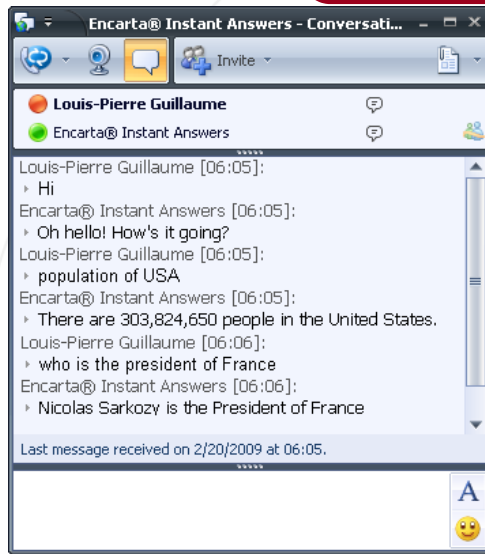 Encarta® Instant Answers - Conversati...
Invite
Louis-Pierre Guillaume
Encarta® Instant Answers
Louis-Pierre Guillaume [06:05]:
Hi
Encarta® Instant Answers [06:05]:
Oh hello! How's it going?
Louis-Pierre Guillaume [06:05]:
population of USA
Encarta® Instant Answers [06:05]:
There are 303,824,650 people in the United States.
Louis-Pierre Guillaume [06:06]:
who is the president of France
Encarta® Instant Answers [06:06]:
Nicolas Sarkozy is the President of France
Last message received on 2/20/2009 at 06:05.
A